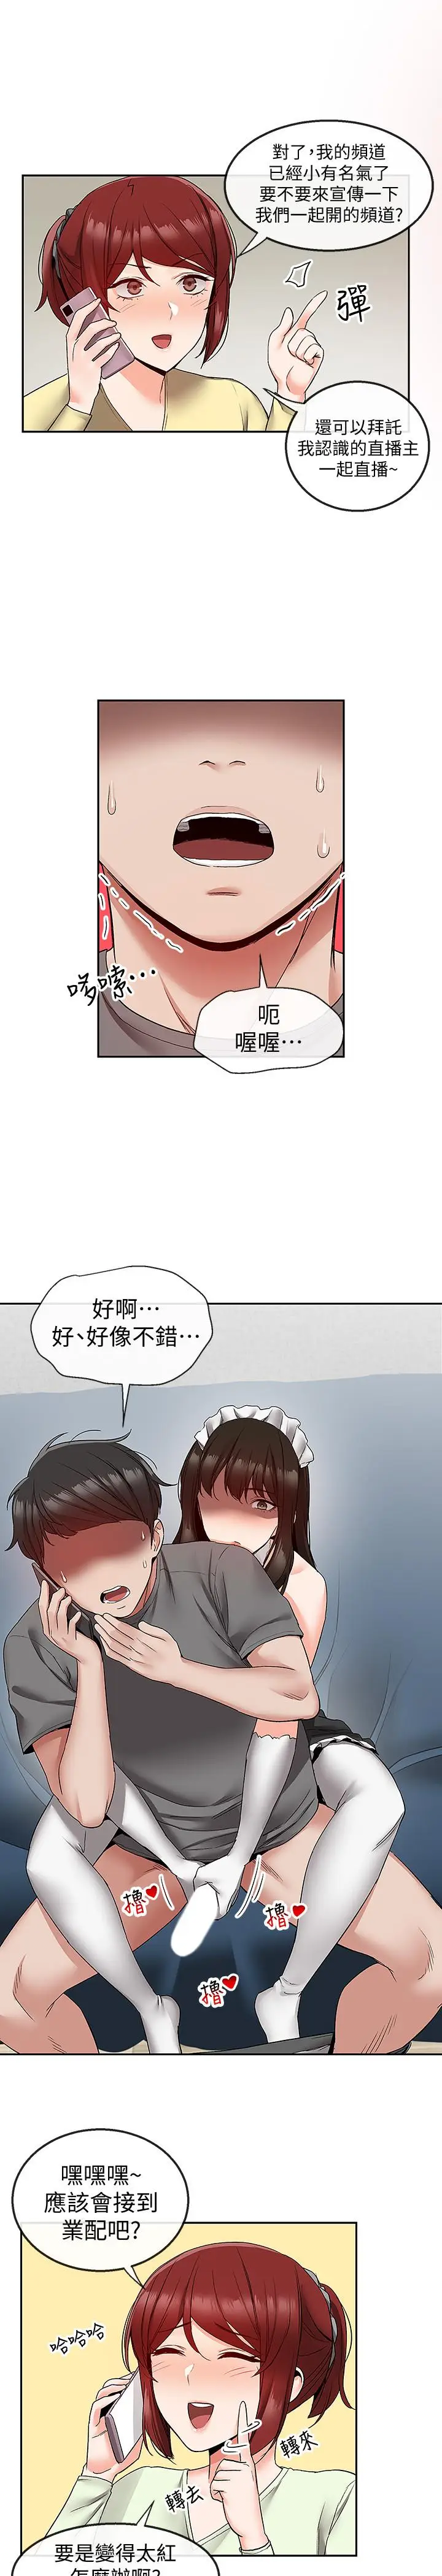 對了，我的頻道
已經小有名氣了
要不要來宣傳一下
我們一起開的頻道?
彈
還可以拜託
我認識的直播主
一起直播~
哆嗦…
呃
喔喔…
好啊…
好、好像不錯…
擼♥
擼♥
擼♥
嘿嘿嘿~
應該會接到
業配吧?
哈哈哈
轉來
轉去
要是變得太紅
怎麼辦啊?